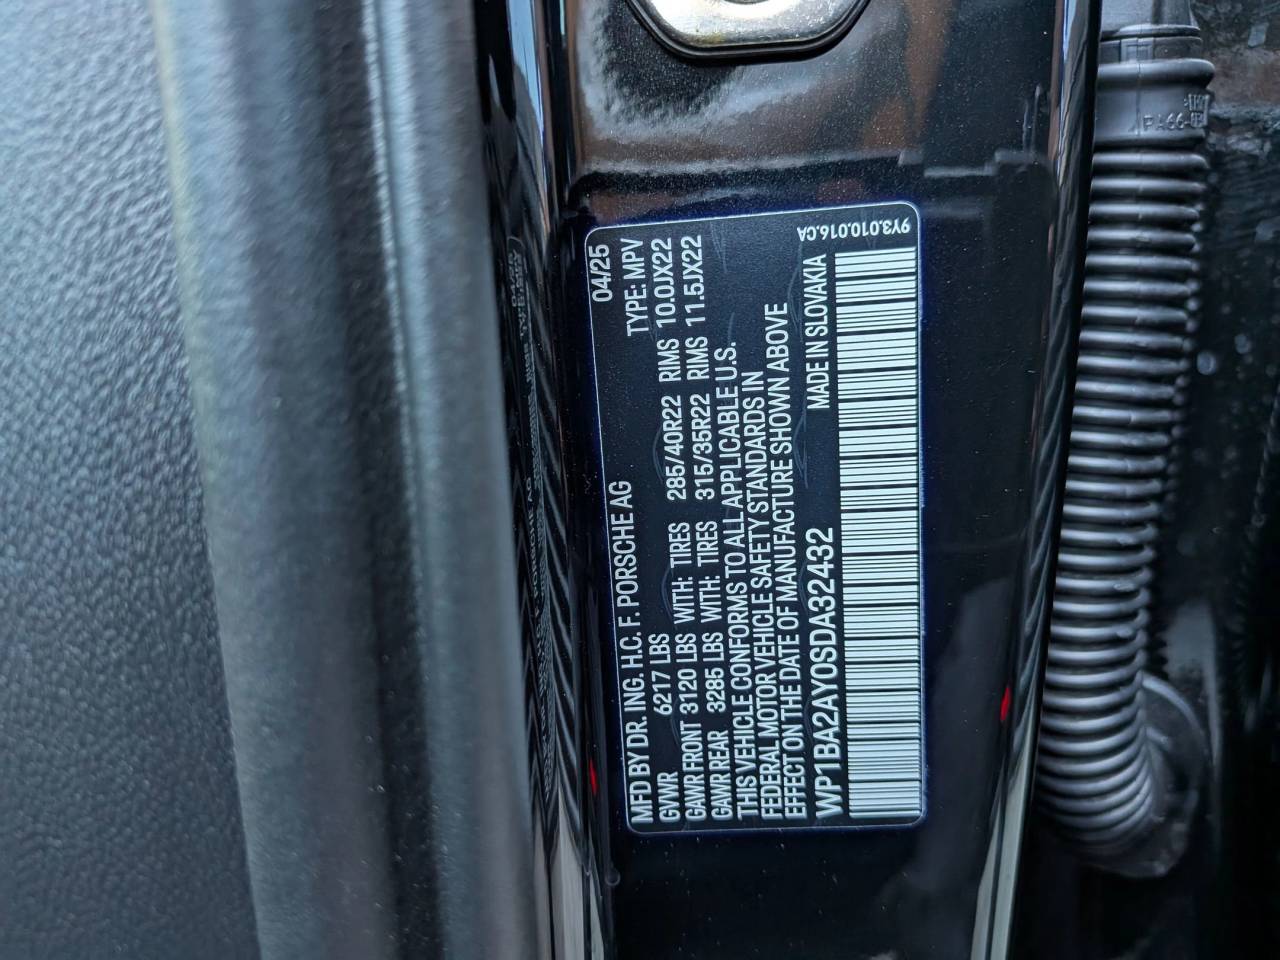 MFD BY DR. ING. H.C. F. PORSCHE AG 04/25
GVWR 6217 LBS TYPE: MPV
GAWR FRONT 3120 LBS WITH: TIRES 285/40R22 RIMS 10.0JX22
GAWR REAR 3285 LBS WITH: TIRES 315/35R22 RIMS 11.5JX22
THIS VEHICLE CONFORMS TO ALL APPLICABLE U.S.
FEDERAL MOTOR VEHICLE SAFETY STANDARDS IN
EFFECT ON THE DATE OF MANUFACTURE SHOWN ABOVE
WP1BA2AY0SDA32432 MADE IN SLOVAKIA
9Y3.010.016.CA